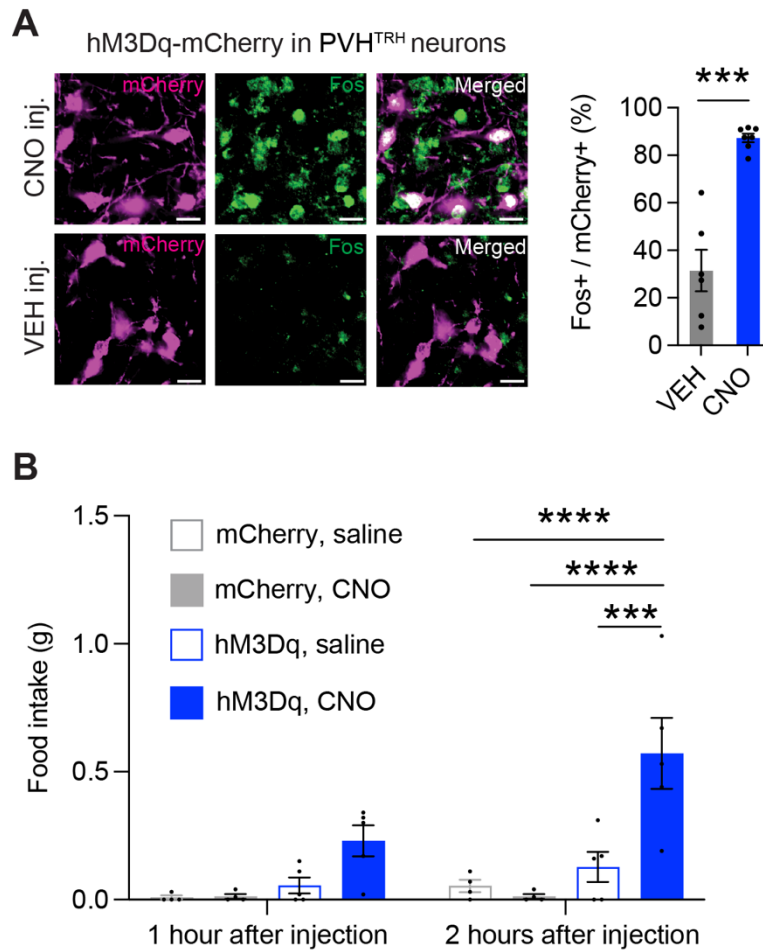 A
hM3Dq-mCherry in PVHTRH neurons
CNO inj.
mCherry
Fos
Merged
VEH inj.
mCherry
Fos
Merged
Fos+ / mCherry+ (%)
100
80
60
40
20
0
***
VEH
CNO
B
Food intake (g)
1.5
1.0
0.5
0.0
mCherry, saline
mCherry, CNO
hM3Dq, saline
hM3Dq, CNO
****
****
***
1 hour after injection
2 hours after injection